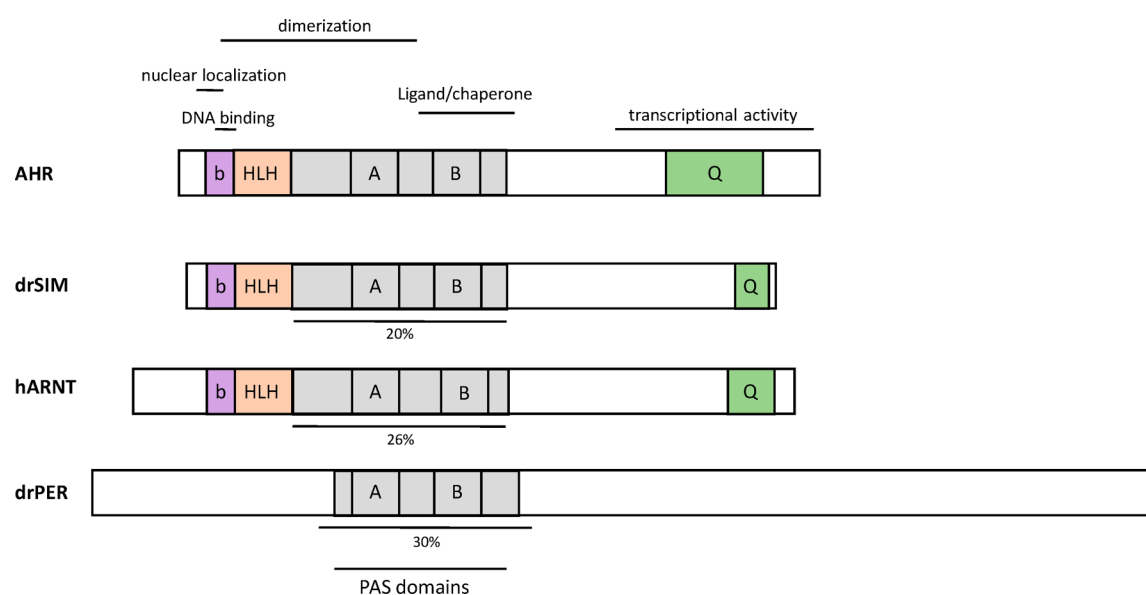 dimerization
nuclear localization
Ligand/chaperone
DNA binding
transcriptional activity
AHR b HLH A B Q
drSIM b HLH A B Q
20%
hARNT b HLH A B Q
26%
drPER A B
30%
PAS domains